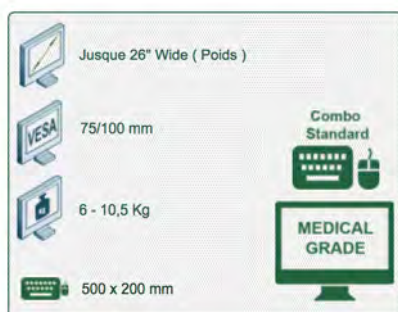 Jusque 26" Wide ( Poids )
VESA
75/100 mm
KG
6 - 10,5 Kg
500 x 200 mm
Combo
Standard
MEDICAL
GRADE